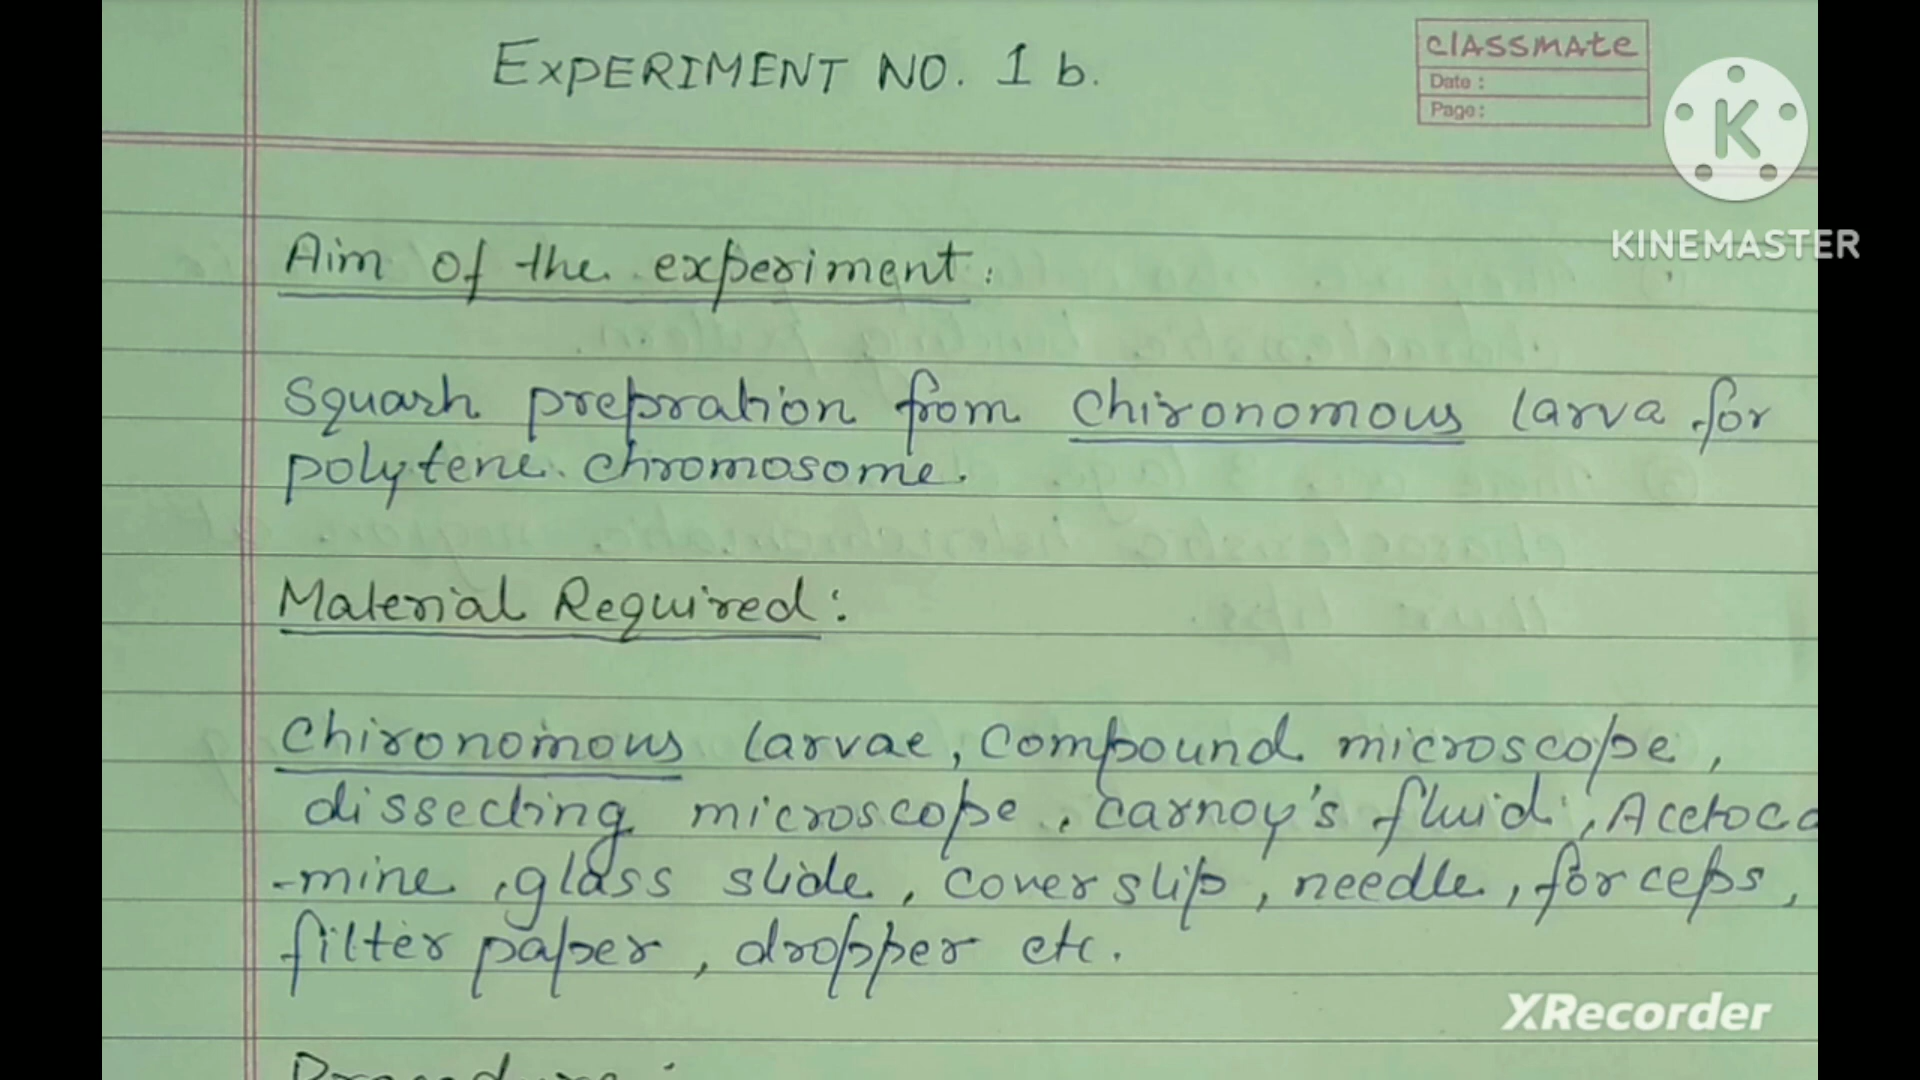 EXPERIMENT NO. 1 b.
classmate
Date :
Page :
K
KINEMASTER
Aim of the experiment :
Squash prepration from Chironomous larva for
polytene chromosome.
Material Required :
Chironomous larvae, Compound microscope,
dissecting microscope, Carnoy's fluid, Acetoca
-mine, glass slide, cover slip, needle, forceps,
filter paper, dropper etc.
Procedure :
XRecorder